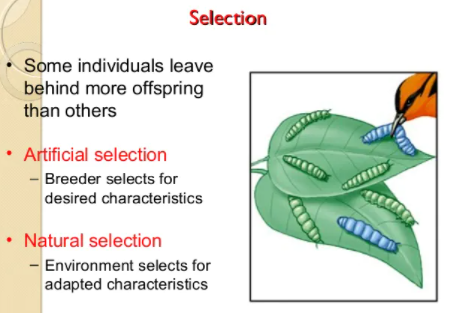 Selection
• Some individuals leave
behind more offspring
than others
• Artificial selection
– Breeder selects for
desired characteristics
• Natural selection
– Environment selects for
adapted characteristics